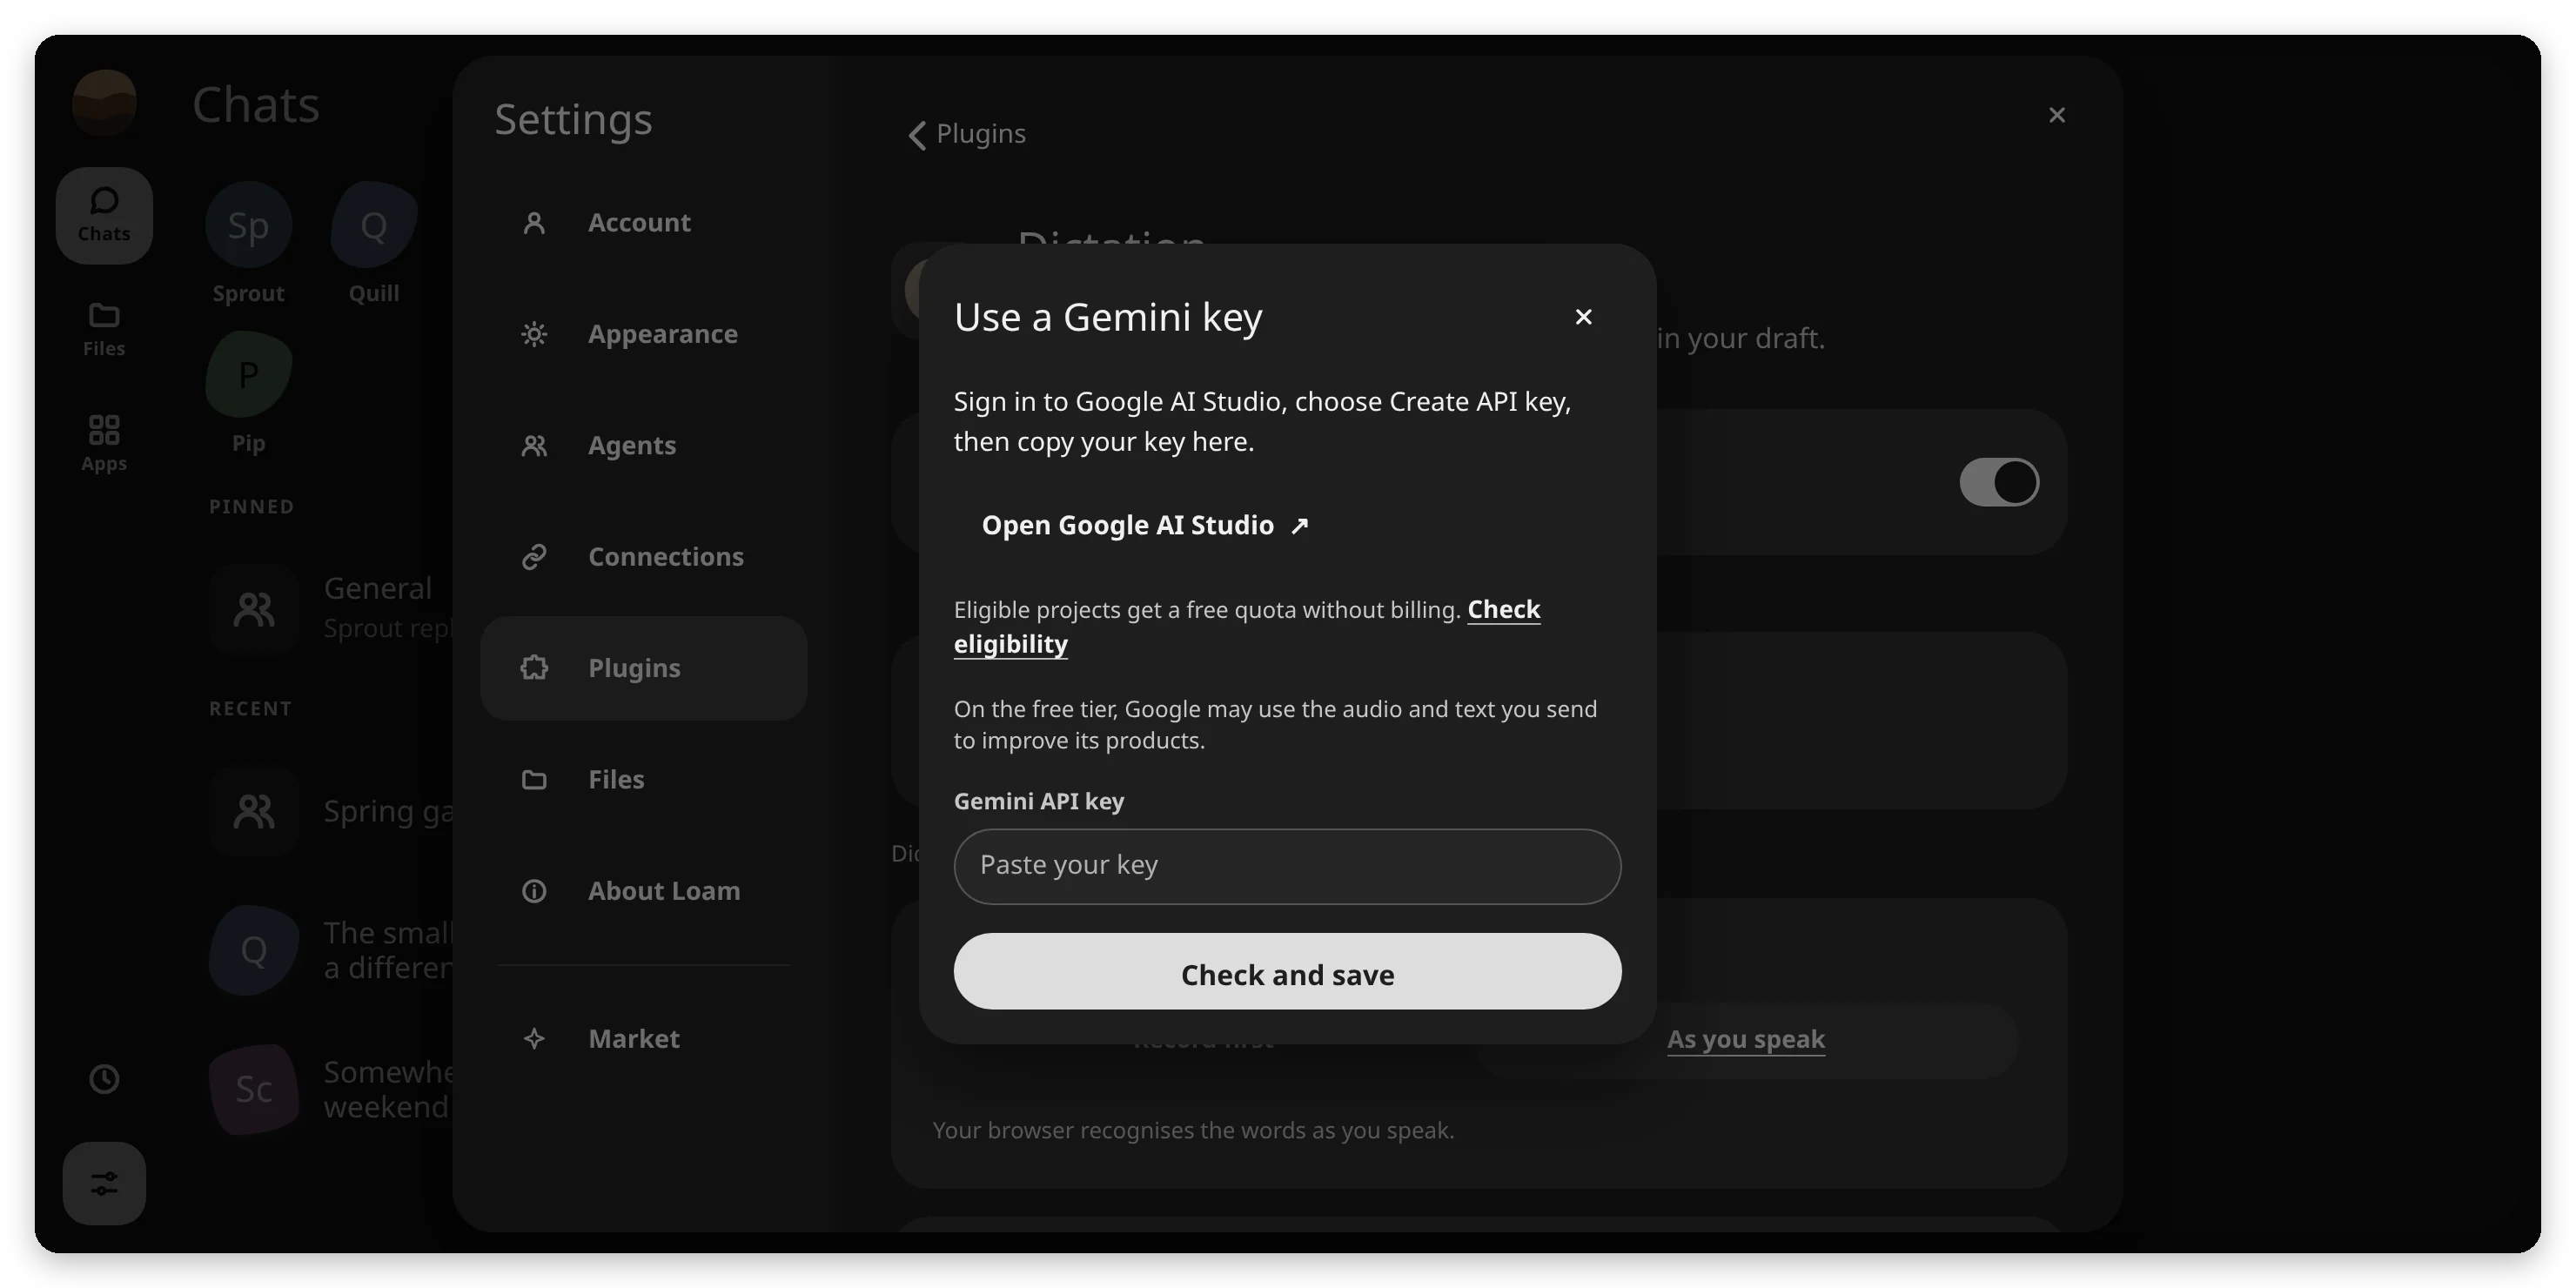 Chats
Chats
Files
Apps
Sp
Sprout
Q
Quill
P
Pip
PINNED
General
Sprout repl
RECENT
Spring ga
Q
The small
a differen
Sc
Somewhe
weekend
Settings
Account
Appearance
Agents
Connections
Plugins
Files
About Loam
Market
Plugins
Dictation
in your draft.
Use a Gemini key
Sign in to Google AI Studio, choose Create API key,
then copy your key here.
Open Google AI Studio ↗
Eligible projects get a free quota without billing. Check
eligibility
On the free tier, Google may use the audio and text you send
to improve its products.
Gemini API key
Paste your key
Check and save
Record first
As you speak
Your browser recognises the words as you speak.